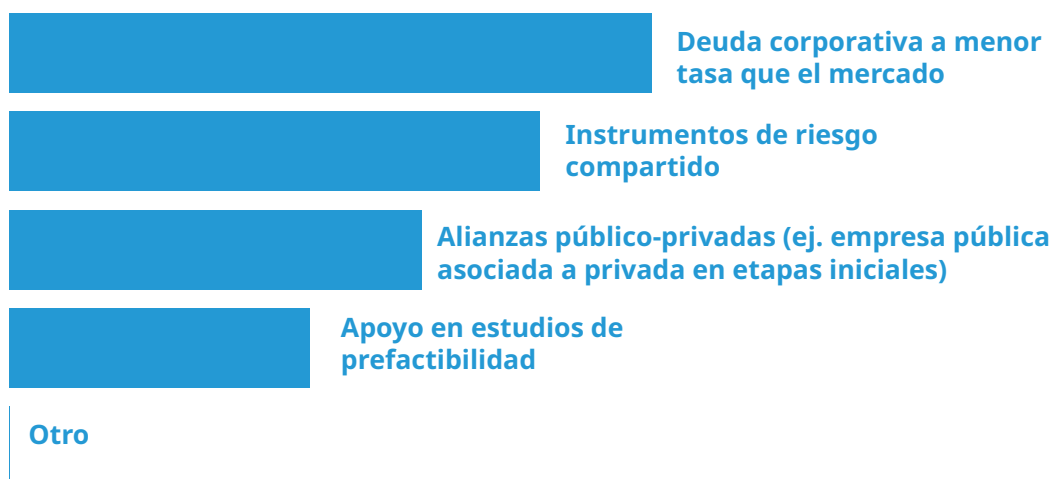 Deuda corporativa a menor
tasa que el mercado
Instrumentos de riesgo
compartido
Alianzas público-privadas (ej. empresa pública
asociada a privada en etapas iniciales)
Apoyo en estudios de
prefactibilidad
Otro